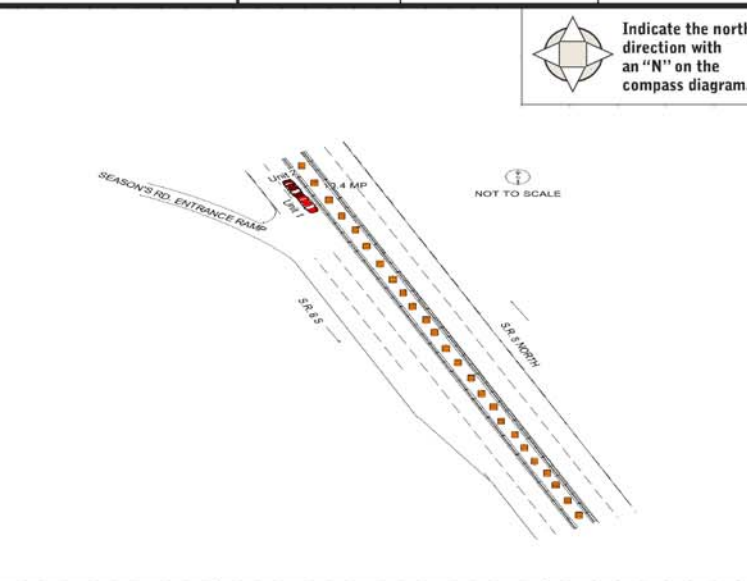 Indicate the north
direction with
an "N" on the
compass diagram.
NOT TO SCALE
SEASON'S RD. ENTRANCE RAMP
Unit
Unit 1
.4 MP
S.R. 8 S
S.R. 8 NORTH